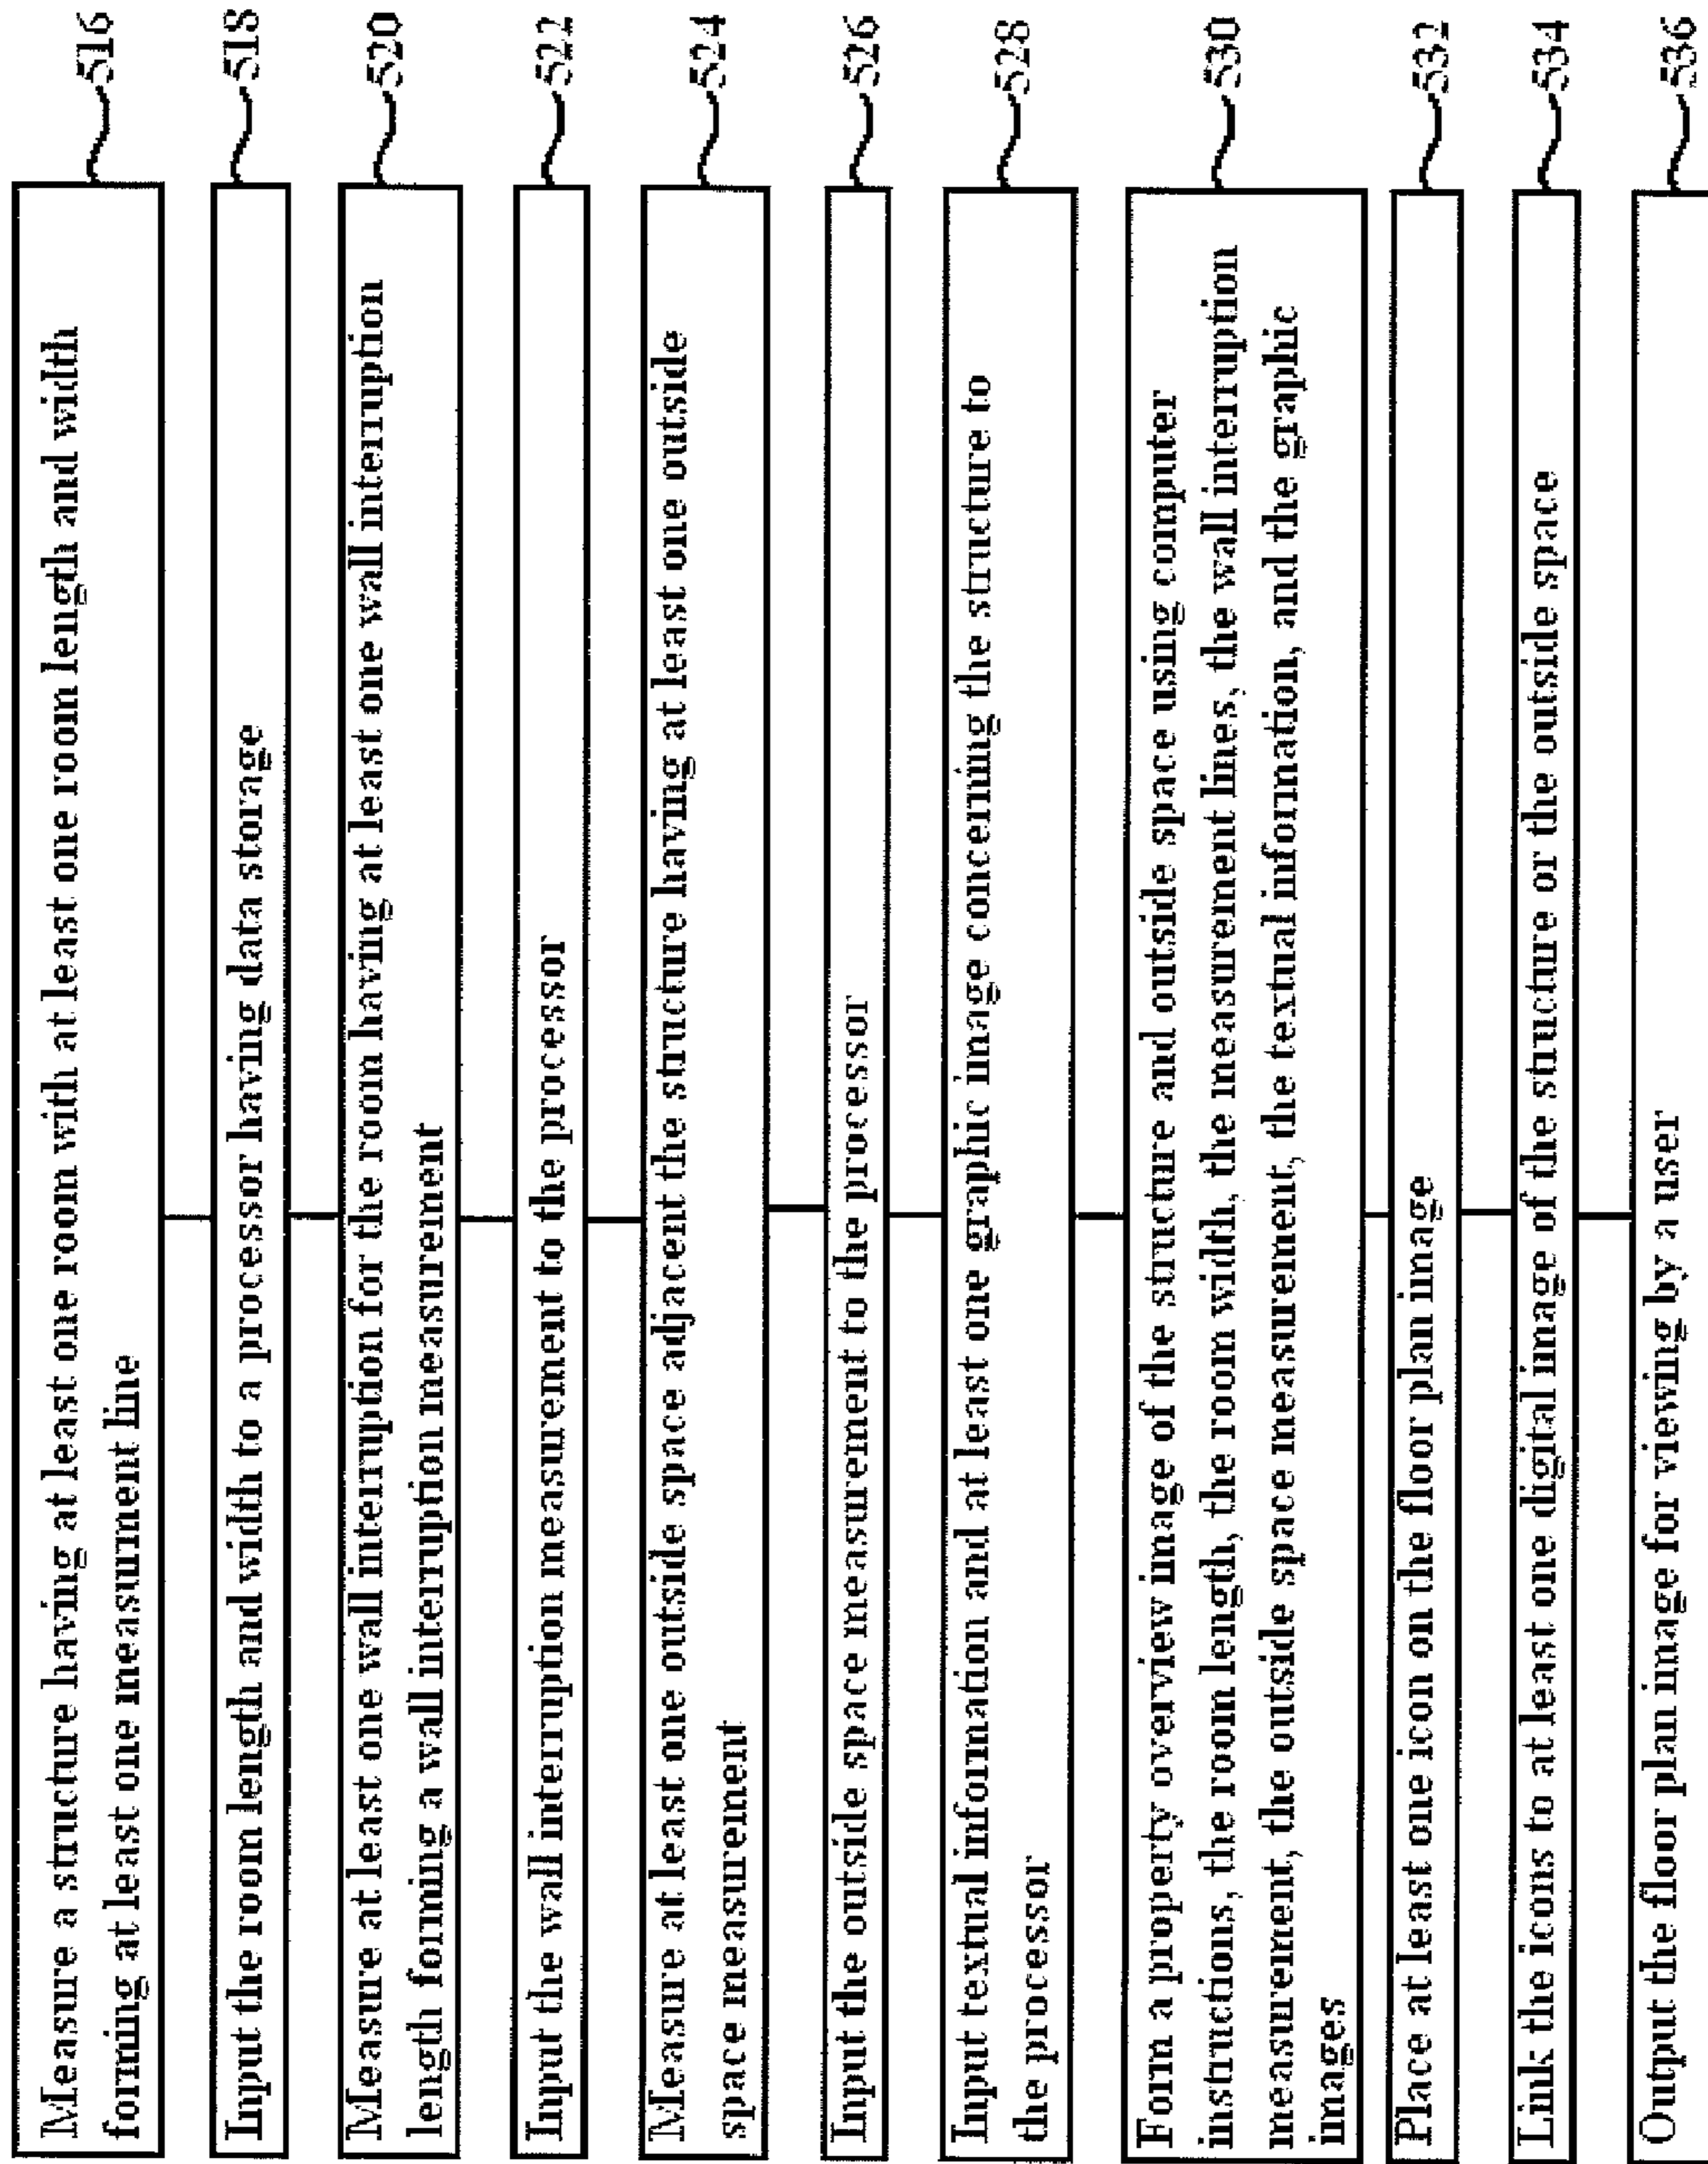 Measure a structure having at least one room with at least one room length and width
forming at least one measurement line
516
Input the room length and width to a processor having data storage
518
Measure at least one wall interruption for the room having at least one wall interruption
length forming a wall interruption measurement
520
Input the wall interruption measurement to the processor
522
Measure at least one outside space adjacent the structure having at least one outside
space measurement
524
Input the outside space measurement to the processor
526
Input textual information and at least one graphic image concerning the structure to
the processor
528
Form a property overview image of the structure and outside space using computer
instructions, the room length, the room width, the measurement lines, the wall interruption
measurement, the outside space measurement, the textual information, and the graphic
images
530
Place at least one icon on the floor plan image
532
Link the icons to at least one digital image of the structure or the outside space
534
Output the floor plan image for viewing by a user
536